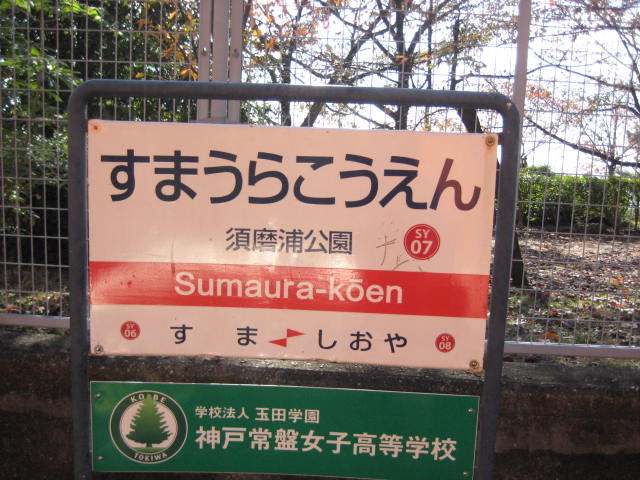 すまうらこうえん
須磨浦公園
SY
07
Sumaura-kōen
SY
06
すま
しおや
SY
08
KOBE
TOKIWA
学校法人 玉田学園
神戸常盤女子高等学校